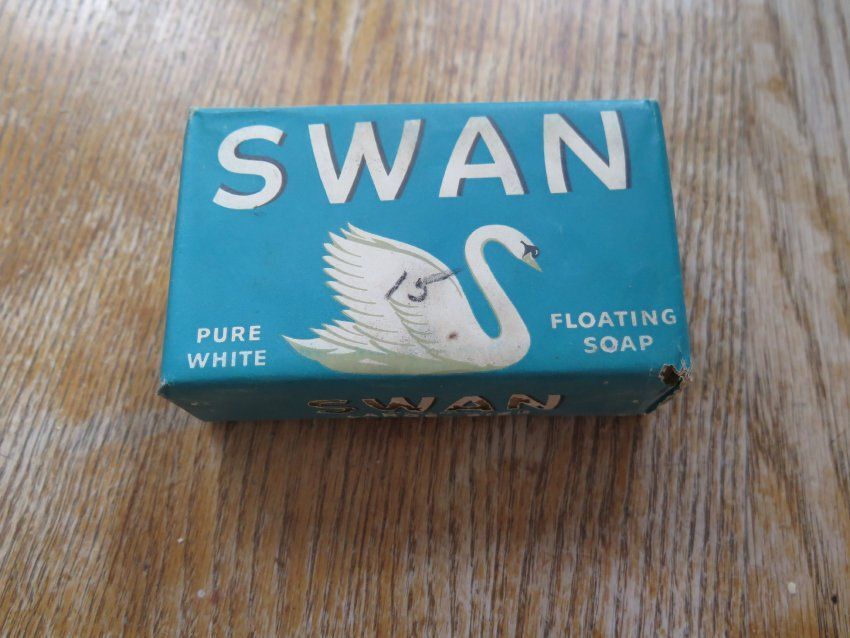 SWAN
15
PURE
WHITE
FLOATING
SOAP
SWAN